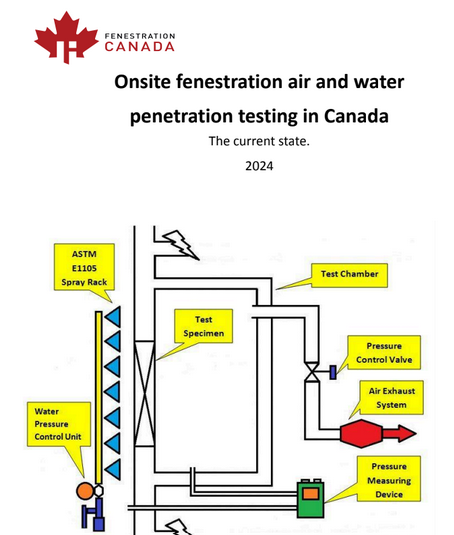 FENESTRATION
CANADA
Onsite fenestration air and water
penetration testing in Canada
The current state.
2024
ASTM
E1105
Spray Rack
Test Chamber
Test
Specimen
Pressure
Control Valve
Air Exhaust
System
Water
Pressure
Control Unit
Pressure
Measuring
Device